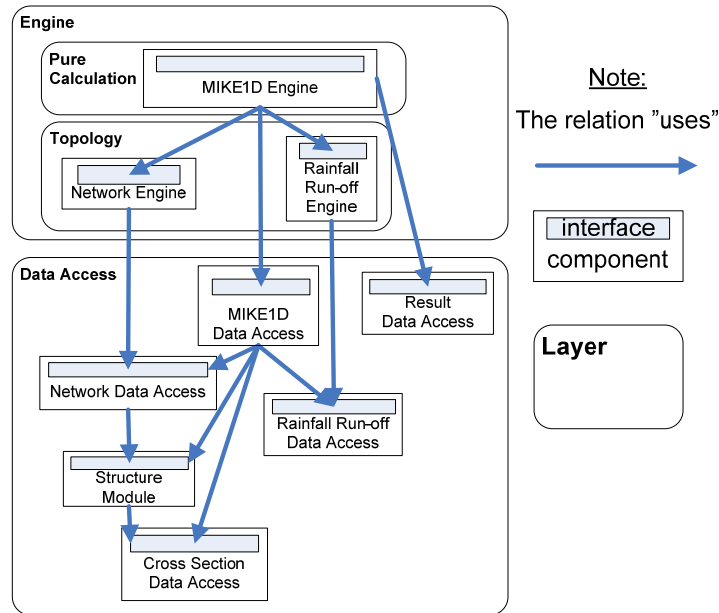 Engine
Pure
Calculation
MIKE1D Engine
Topology
Network Engine
Rainfall
Run-off
Engine
Data Access
MIKE1D
Data Access
Result
Data Access
Network Data Access
Rainfall Run-off
Data Access
Structure
Module
Cross Section
Data Access
Note:
The relation ”uses”
interface
component
Layer